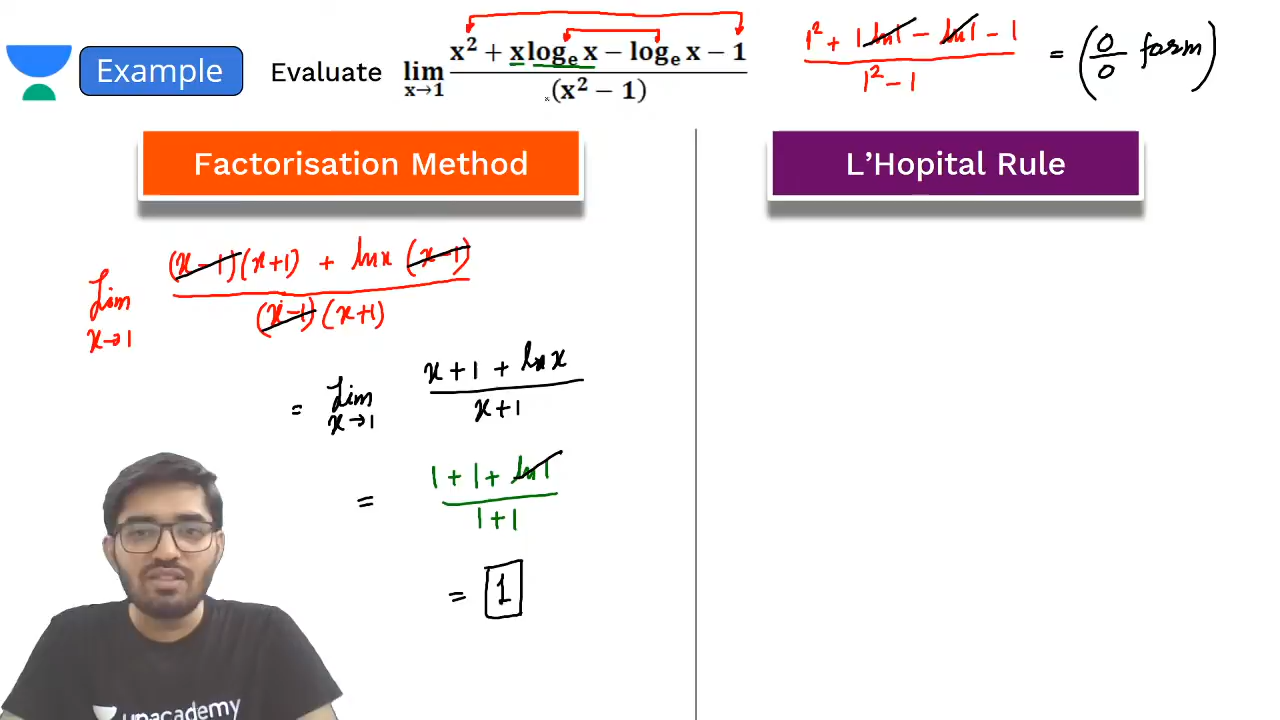 Example Evaluate lim x→1 x² + x logₑ x − logₑ x − 1 / (x² − 1)
1² + 1 ln1 − ln1 − 1 / 1² − 1 = (0/0 form)
Factorisation Method
L’Hopital Rule
Lim x→1 (x−1)(x+1) + lnx (x−1) / (x−1)(x+1)
= Lim x→1 x+1 + lnx / x+1
= 1+1+ ln1 / 1+1
= 1
unacademy